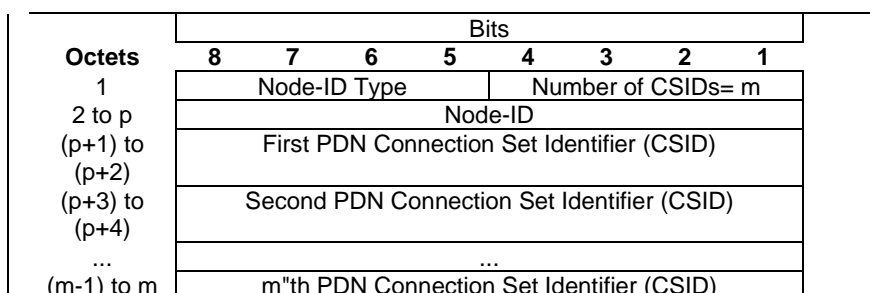 Bits
Octets 8 7 6 5 4 3 2 1
1 Node-ID Type Number of CSIDs= m
2 to p Node-ID
(p+1) to First PDN Connection Set Identifier (CSID)
(p+2)
(p+3) to Second PDN Connection Set Identifier (CSID)
(p+4)
... ...
(m-1) to m m"th PDN Connection Set Identifier (CSID)